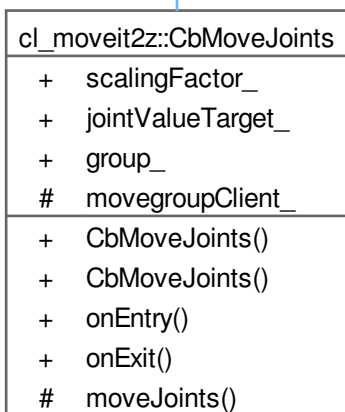 cl_moveit2z::CbMoveJoints
+ scalingFactor_
+ jointValueTarget_
+ group_
# movegroupClient_
+ CbMoveJoints()
+ CbMoveJoints()
+ onEntry()
+ onExit()
# moveJoints()